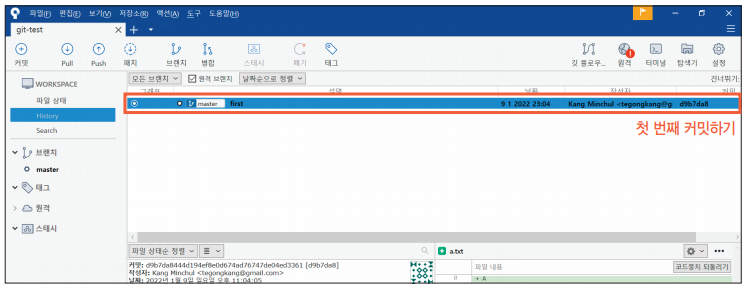 파일(F) 편집(E) 보기(V) 저장소(R) 액션(A) 도구 도움말(H)
git-test
커밋 Pull Push 패치 브랜치 병합 스태시 폐기 태그 깃 플로우... 원격 터미널 탐색기 설정
WORKSPACE
모든 브랜치 원격 브랜치 날짜순으로 정렬 건너뛰기:
그래프 설명 날짜 작성자 커밋
파일 상태
master first 9 1 2022 23:04 Kang Minchul <tegongkang@g d9b7da8
History
Search
첫 번째 커밋하기
브랜치
master
태그
원격
스태시
파일 상태순 정렬 a.txt
커밋: d9b7da8444d194ef8e0d674ad76747de04ed3361 [d9b7da8]
작성자: Kang Minchul <tegongkang@gmail.com>
날짜: 2022년 1월 9일 일요일 오후 11:04:05
파일 내용 코드뭉치 되돌리기
0 + A